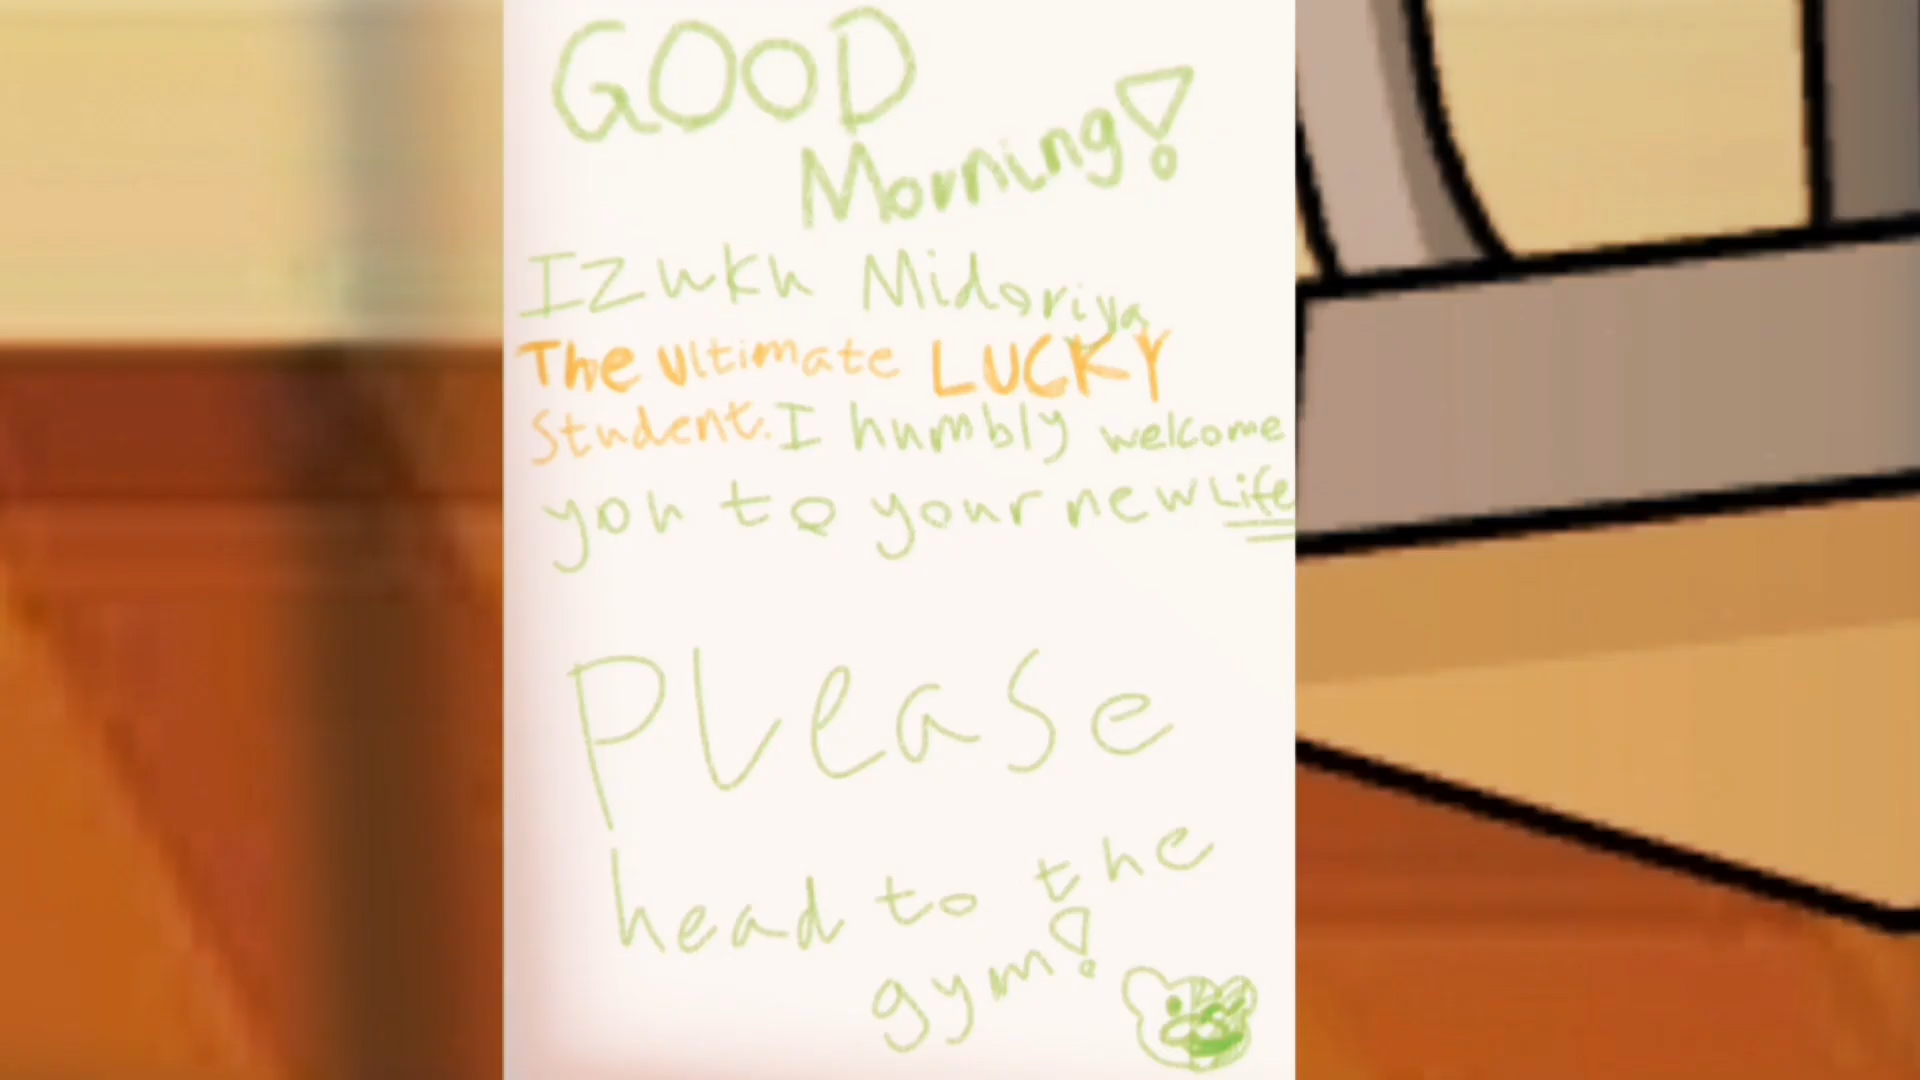 GOOD
Morning!
Izuku Midoriya
The Ultimate LUCKY
Student. I humbly welcome
you to your new Life
Please
head to the
gym!